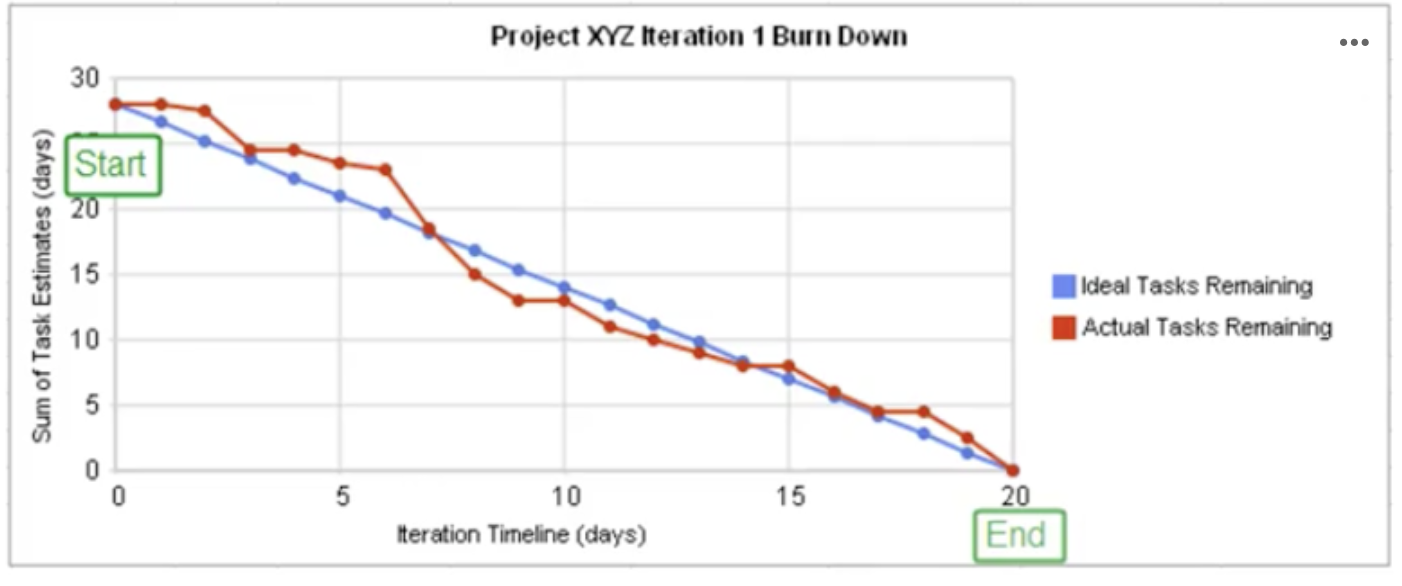 Project XYZ Iteration 1 Burn Down
•••
Sum of Task Estimates (days)
30
Start
20
15
10
5
0
0 5 10 15 20
Iteration Timeline (days)
End
Ideal Tasks Remaining
Actual Tasks Remaining